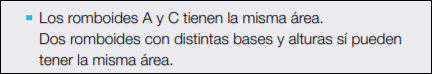 Los romboides A y C tienen la misma área.
Dos romboides con distintas bases y alturas sí pueden
tener la misma área.